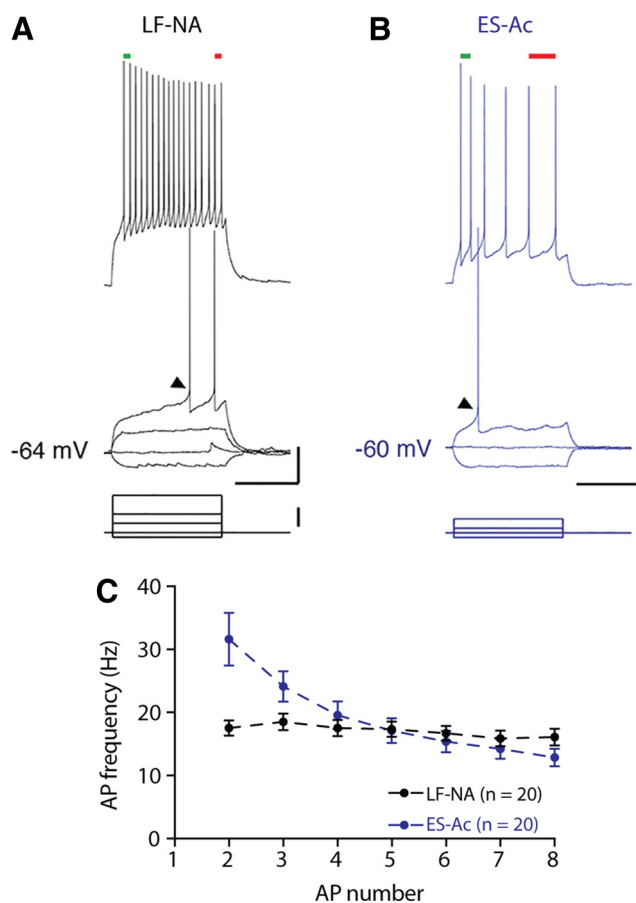 A
LF-NA
B
ES-Ac
-64 mV
-60 mV
C
AP frequency (Hz)
40
30
20
10
0
LF-NA (n = 20)
ES-Ac (n = 20)
1 2 3 4 5 6 7 8
AP number